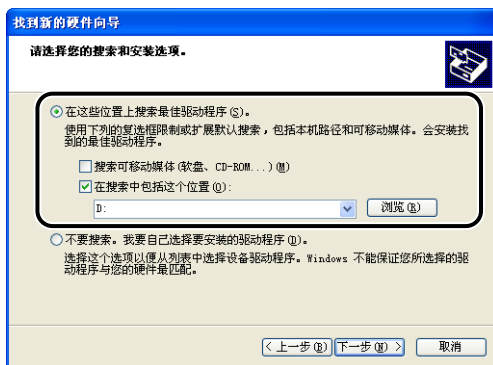 找到新的硬件向导
请选择您的搜索和安装选项。
在这些位置上搜索最佳驱动程序(S)。
使用下列的复选框限制或扩展默认搜索，包括本机路径和可移动媒体。会安装找
到的最佳驱动程序。
搜索可移动媒体(软盘、CD-ROM...)(M)
在搜索中包括这个位置(O):
D:
浏览(R)
不要搜索。我要自己选择要安装的驱动程序(D)。
选择这个选项以便从列表中选择设备驱动程序。Windows 不能保证您所选择的驱
动程序与您的硬件最匹配。
< 上一步(B) 下一步(N) > 取消